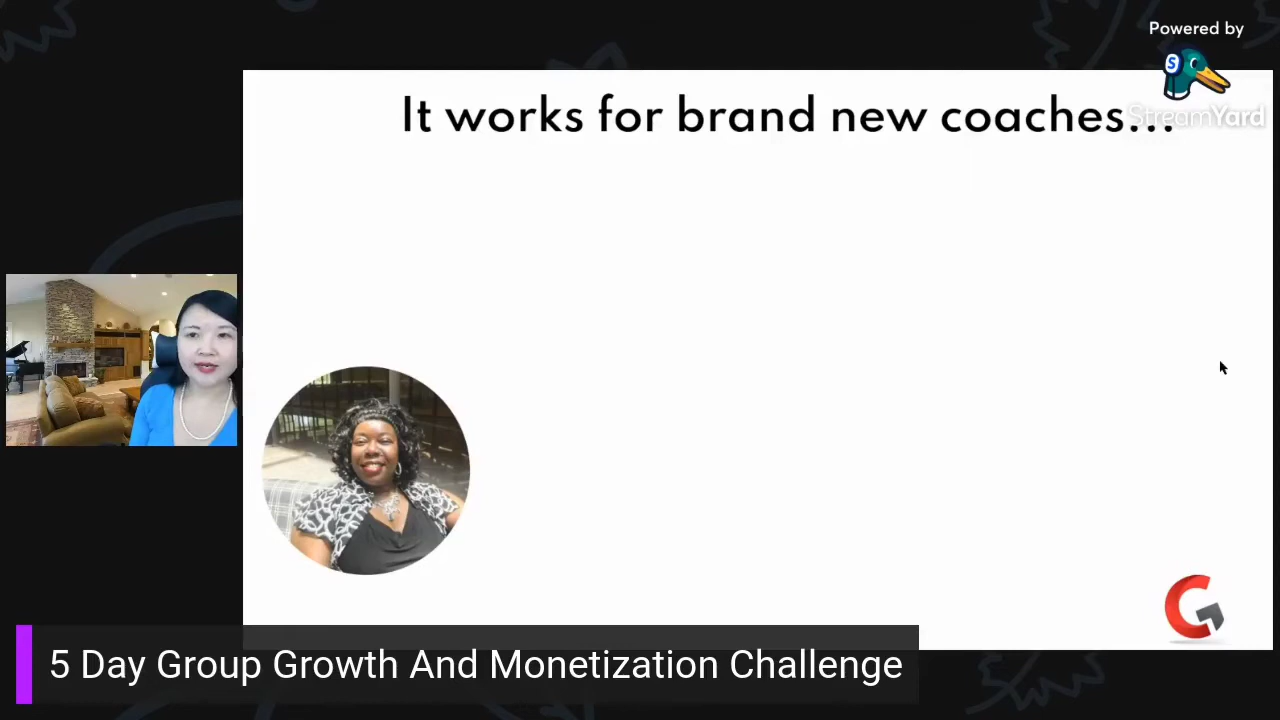 Powered by
S
StreamYard
It works for brand new coaches...
G
5 Day Group Growth And Monetization Challenge